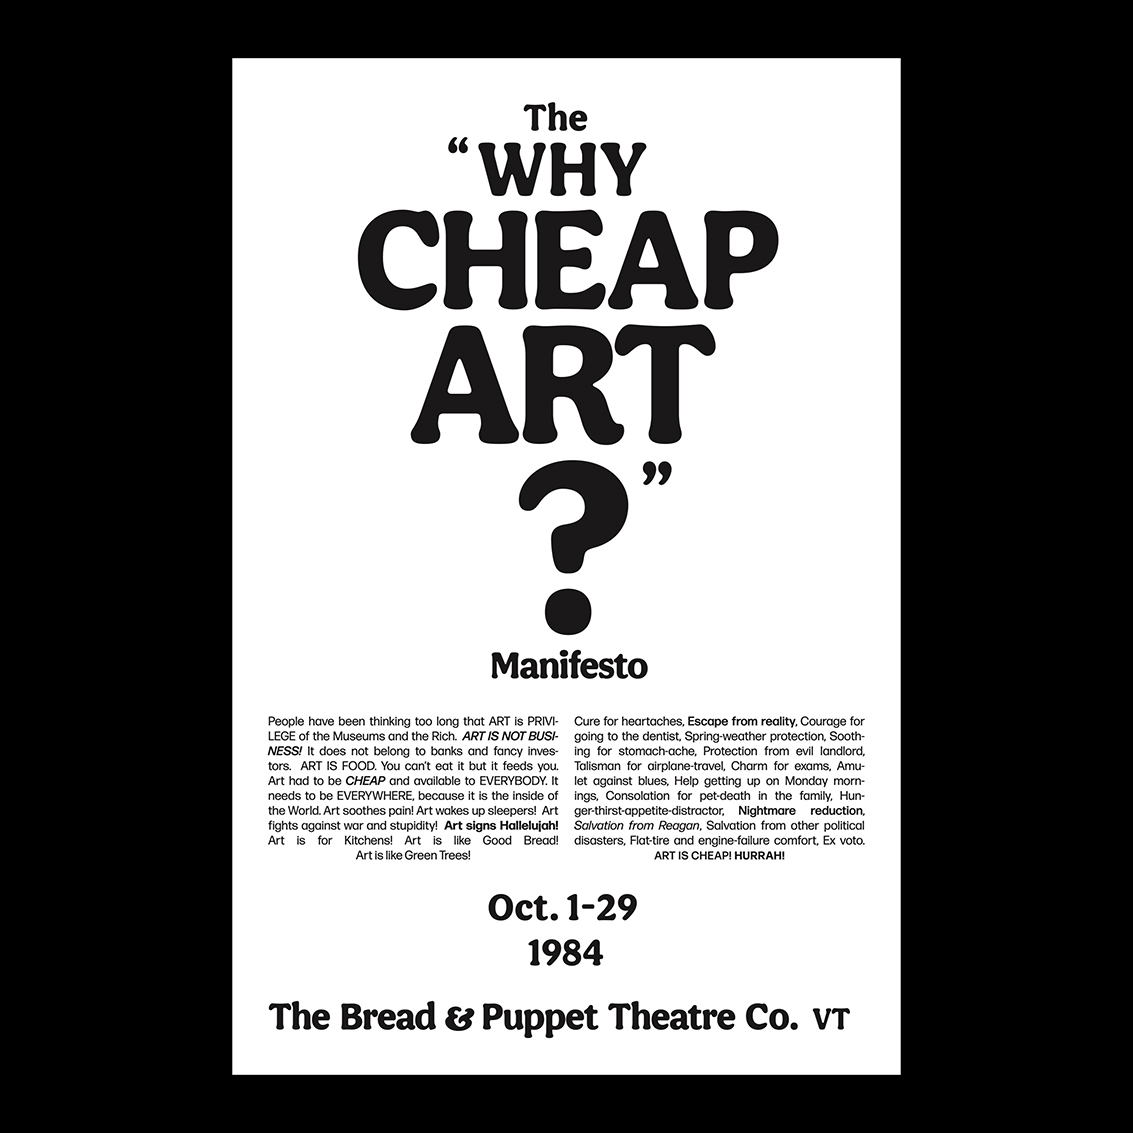 The
“WHY
CHEAP
ART
?”
Manifesto
People have been thinking too long that ART is PRIVI-
LEGE of the Museums and the Rich. ART IS NOT BUSI-
NESS! It does not belong to banks and fancy inves-
tors. ART IS FOOD. You can’t eat it but it feeds you.
Art had to be CHEAP and available to EVERYBODY. It
needs to be EVERYWHERE, because it is the inside of
the World. Art soothes pain! Art wakes up sleepers! Art
fights against war and stupidity! Art signs Hallelujah!
Art is for Kitchens! Art is like Good Bread!
Art is like Green Trees!
Cure for heartaches, Escape from reality, Courage for
going to the dentist, Spring-weather protection, Sooth-
ing for stomach-ache, Protection from evil landlord,
Talisman for airplane-travel, Charm for exams, Amu-
let against blues, Help getting up on Monday morn-
ings, Consolation for pet-death in the family, Hun-
ger-thirst-appetite-distractor, Nightmare reduction,
Salvation from Reagan, Salvation from other political
disasters, Flat-tire and engine-failure comfort, Ex voto.
ART IS CHEAP! HURRAH!
Oct. 1-29
1984
The Bread & Puppet Theatre Co. VT